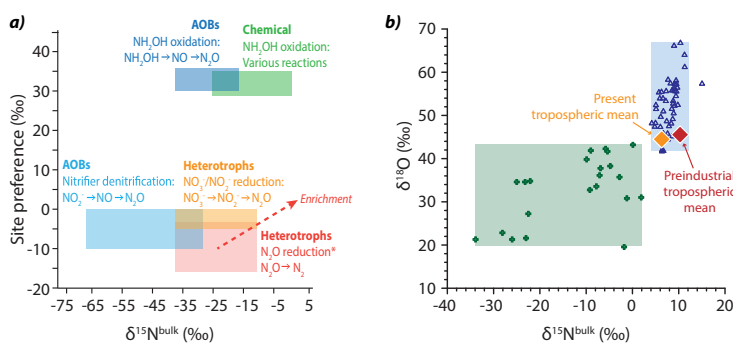 a)
AOBs
NH₂OH oxidation:
NH₂OH→NO→N₂O
Chemical
NH₂OH oxidation:
Various reactions
AOBs
Nitrifier denitrification:
NO₂⁻→NO→N₂O
Heterotrophs
NO₃⁻/NO₂⁻ reduction:
NO₃⁻→NO₂⁻→N₂O
Enrichment
Heterotrophs
N₂O reduction*
N₂O→N₂
Site preference (‰)
50
40
30
20
10
0
-10
-20
-75 -65 -55 -45 -35 -25 -15 -5 5
δ¹⁵Nᵇᵘˡᵏ (‰)
b)
Present
tropospheric mean
Preindustrial
tropospheric
mean
δ¹⁸O (‰)
70
60
50
40
30
20
10
-40 -30 -20 -10 0 10 20
δ¹⁵Nᵇᵘˡᵏ (‰)